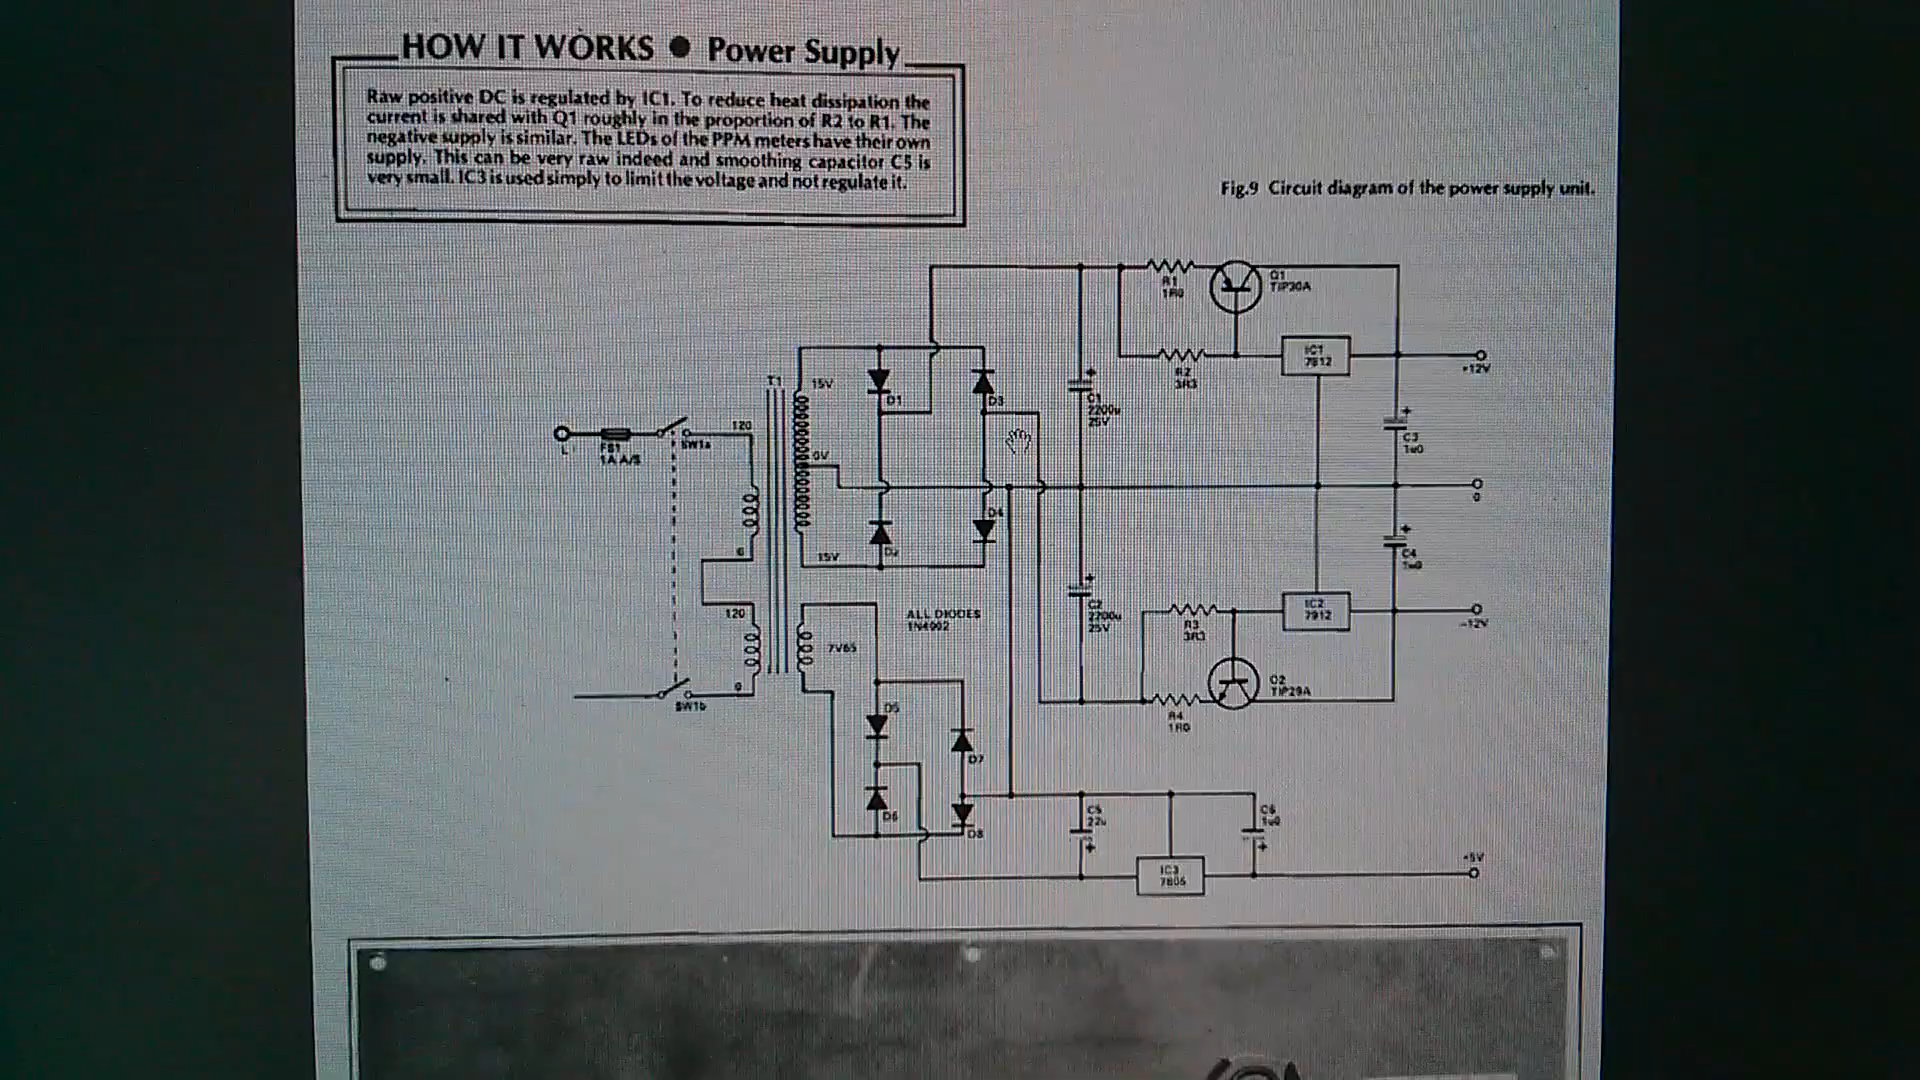 HOW IT WORKS ● Power Supply
Raw positive DC is regulated by IC1. To reduce heat dissipation the
current is shared with Q1 roughly in the proportion of R2 to R1. The
negative supply is similar. The LEDs of the PPM meters have their own
supply. This can be very raw indeed and smoothing capacitor C5 is
very small. IC3 is used simply to limit the voltage and not regulate it.
Fig.9 Circuit diagram of the power supply unit.
R1
1R0
Q1
TIP30A
R2
3R3
IC1
7812
+12V
T1
15V
D1
D3
C1
2200u
25V
C3
1u0
L
FS1
1A A/S
SW1a
120
0V
0
D2
D4
15V
0
C4
1u0
120
ALL DIODES
1N4002
C2
2200u
25V
R3
3R3
IC2
7912
-12V
7V65
Q2
TIP29A
0
SW1b
R4
1R0
D5
D7
D6
D8
C5
22u
C6
1u0
IC3
7805
+5V